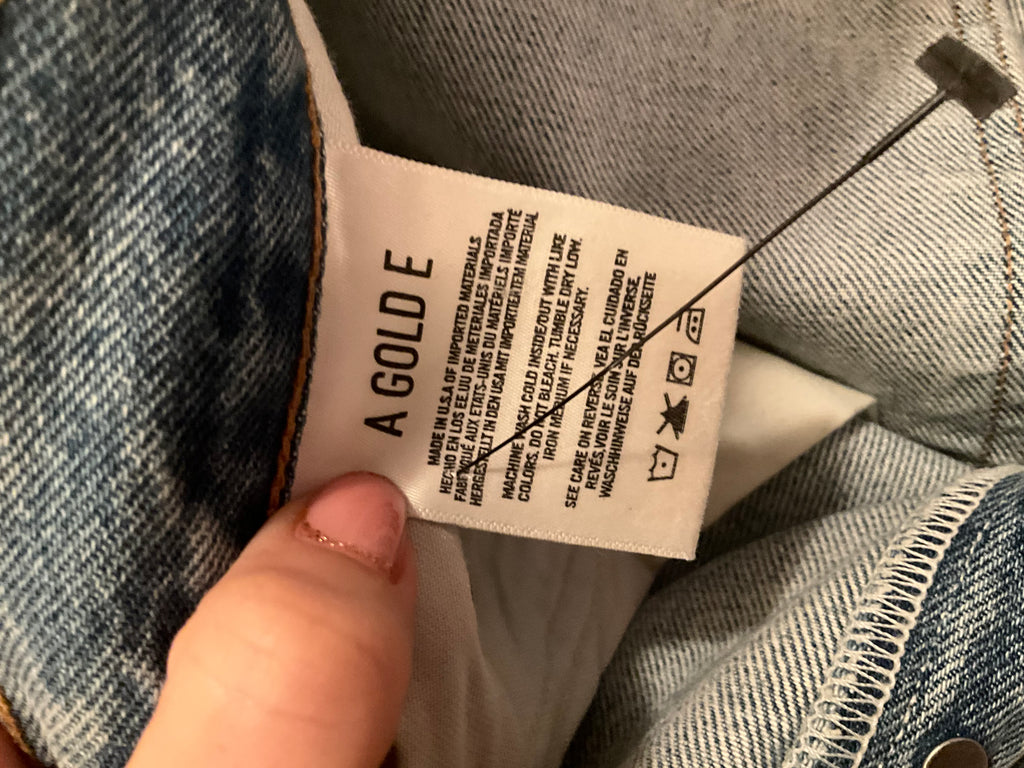 A GOLD E
MADE IN U.S.A OF IMPORTED MATERIALS
HECHO EN LOS EE.UU DE METERIALES IMPORTADA
FABRIQUÉ AUX ETATS-UNIS DU MATÉRIELS IMPORTÉ
HERGESTELLT IN DEN USA MIT IMPORTIERTEM MATERIAL
MACHINE WASH COLD INSIDE/OUT WITH LIKE
COLORS. DO NOT BLEACH. TUMBLE DRY LOW.
IRON MEDIUM IF NECESSARY.
SEE CARE ON REVERSE. VEA EL CUIDADO EN
REVÉS. VOIR LE SOIN SUR L'INVERSE.
WASCHHINWEISE AUF DER RÜCKSEITE